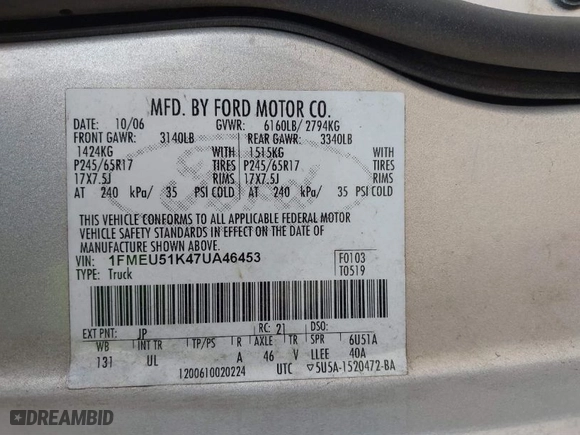 MFD. BY FORD MOTOR CO.
DATE: 10/06 GVWR: 6160LB/ 2794KG
FRONT GAWR: 3140LB REAR GAWR: 3340LB
1424KG WITH 1515KG WITH
P245/65R17 TIRES P245/65R17 TIRES
17X7.5J RIMS 17X7.5J RIMS
AT 240 kPa/ 35 PSI COLD AT 240 kPa/ 35 PSI COLD
THIS VEHICLE CONFORMS TO ALL APPLICABLE FEDERAL MOTOR
VEHICLE SAFETY STANDARDS IN EFFECT ON THE DATE OF
MANUFACTURE SHOWN ABOVE.
VIN: 1FMEU51K47UA46453 F0103
TYPE: Truck T0519
EXT PNT: JP RC: 21 DSO:
WB INT TR TP/PS R AXLE TR SPR 6U51A
131 UL A 46 V LLEE 40A
1200610020224 UTC ▽5U5A-1520472-BA
Ford
DREAMBID